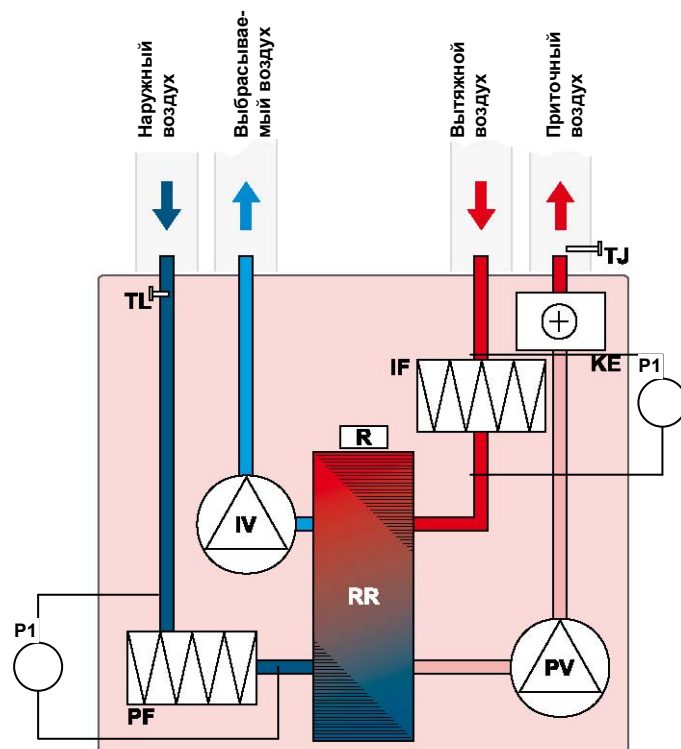 Наружный
воздух
Выбрасывае-
мый воздух
Вытяжной
воздух
Приточный
воздух
TJ
TL
KE
IF
P1
R
IV
RR
P1
PV
PF